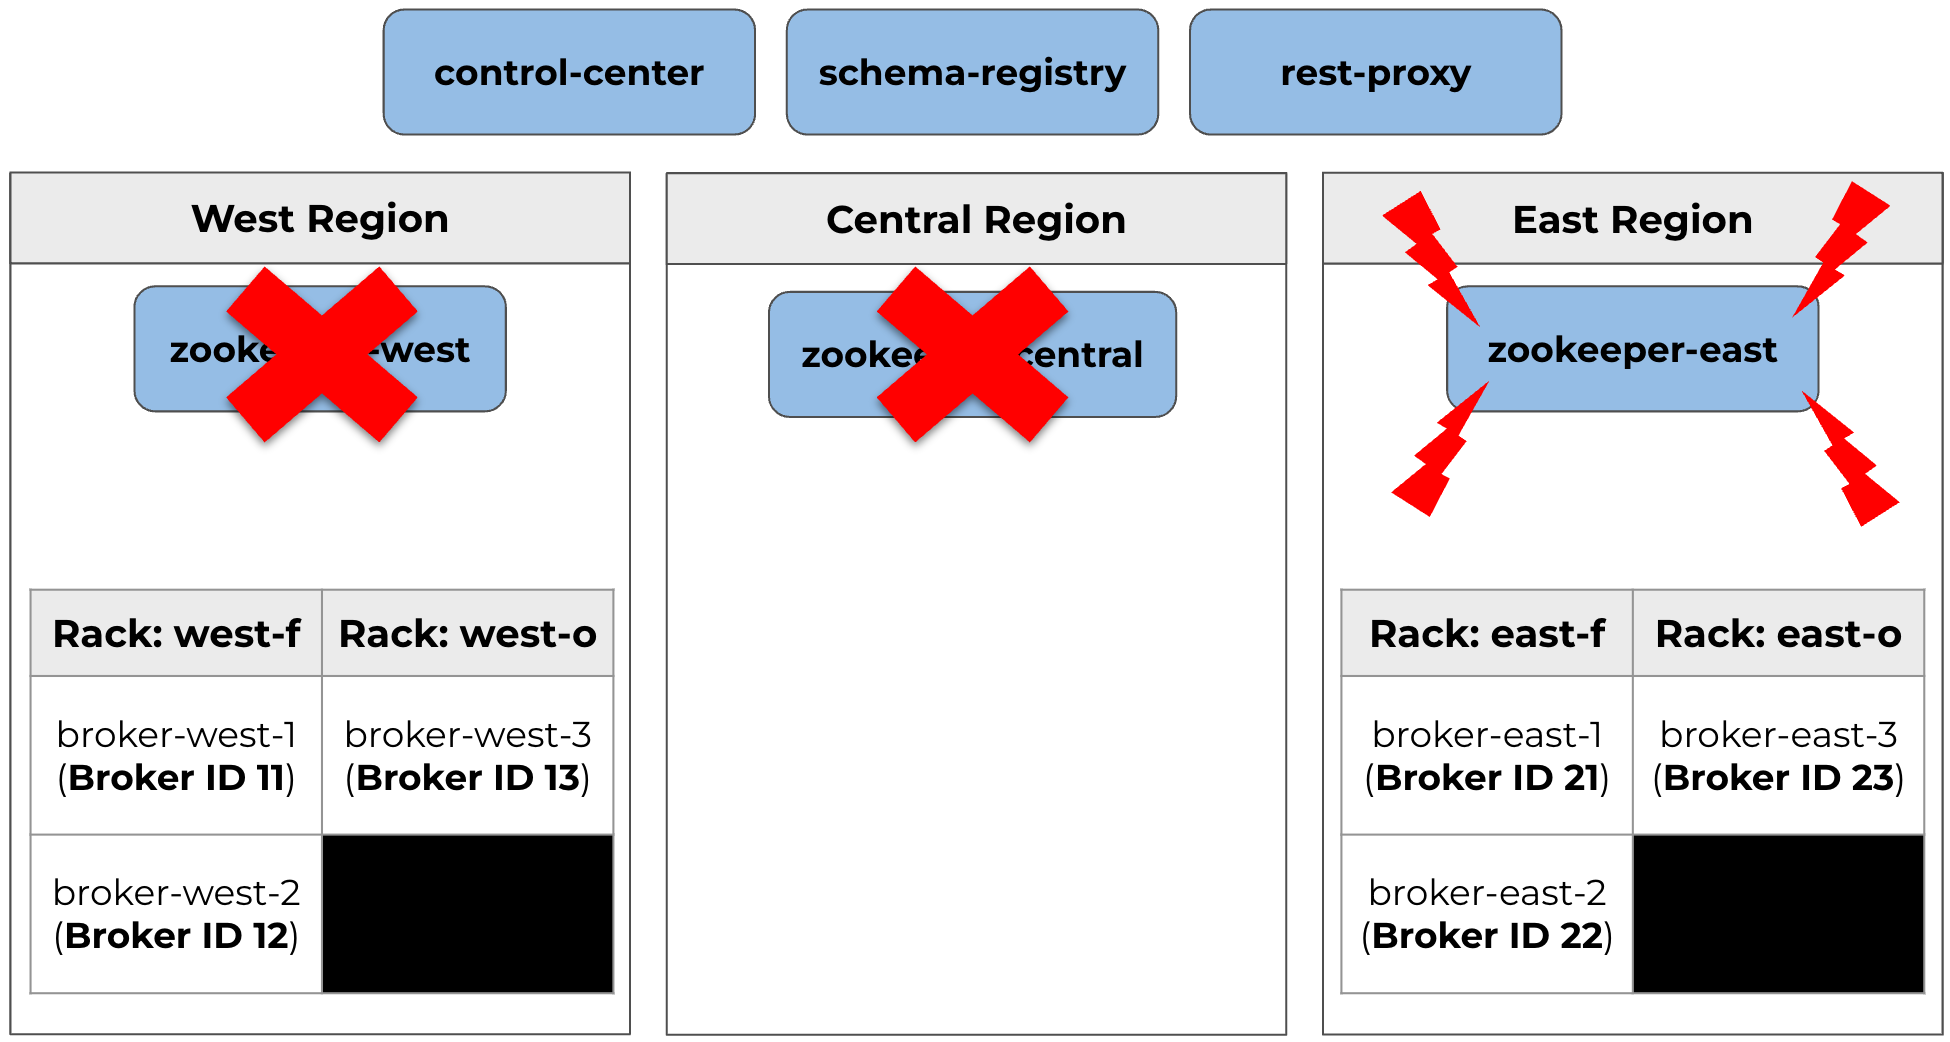 control-center
schema-registry
rest-proxy
West Region
Central Region
East Region
zooke -west
zookee central
zookeeper-east
Rack: west-f
Rack: west-o
broker-west-1
(Broker ID 11)
broker-west-3
(Broker ID 13)
broker-west-2
(Broker ID 12)
Rack: east-f
Rack: east-o
broker-east-1
(Broker ID 21)
broker-east-3
(Broker ID 23)
broker-east-2
(Broker ID 22)